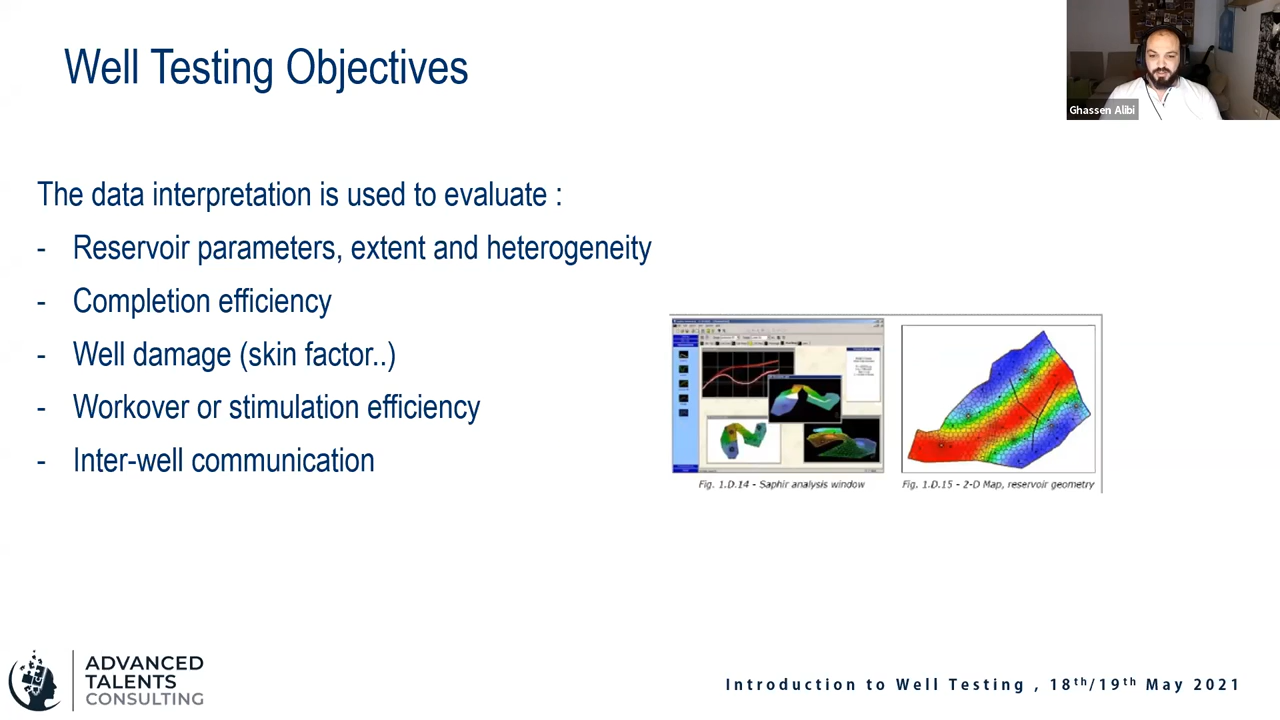 Well Testing Objectives
Ghassen Alibi
The data interpretation is used to evaluate :
- Reservoir parameters, extent and heterogeneity
- Completion efficiency
- Well damage (skin factor..)
- Workover or stimulation efficiency
- Inter-well communication
Fig. 1.D.14 - Saphir analysis window
Fig. 1.D.15 - 2-D Map, reservoir geometry
ADVANCED
TALENTS
CONSULTING
Introduction to Well Testing , 18th/19th May 2021